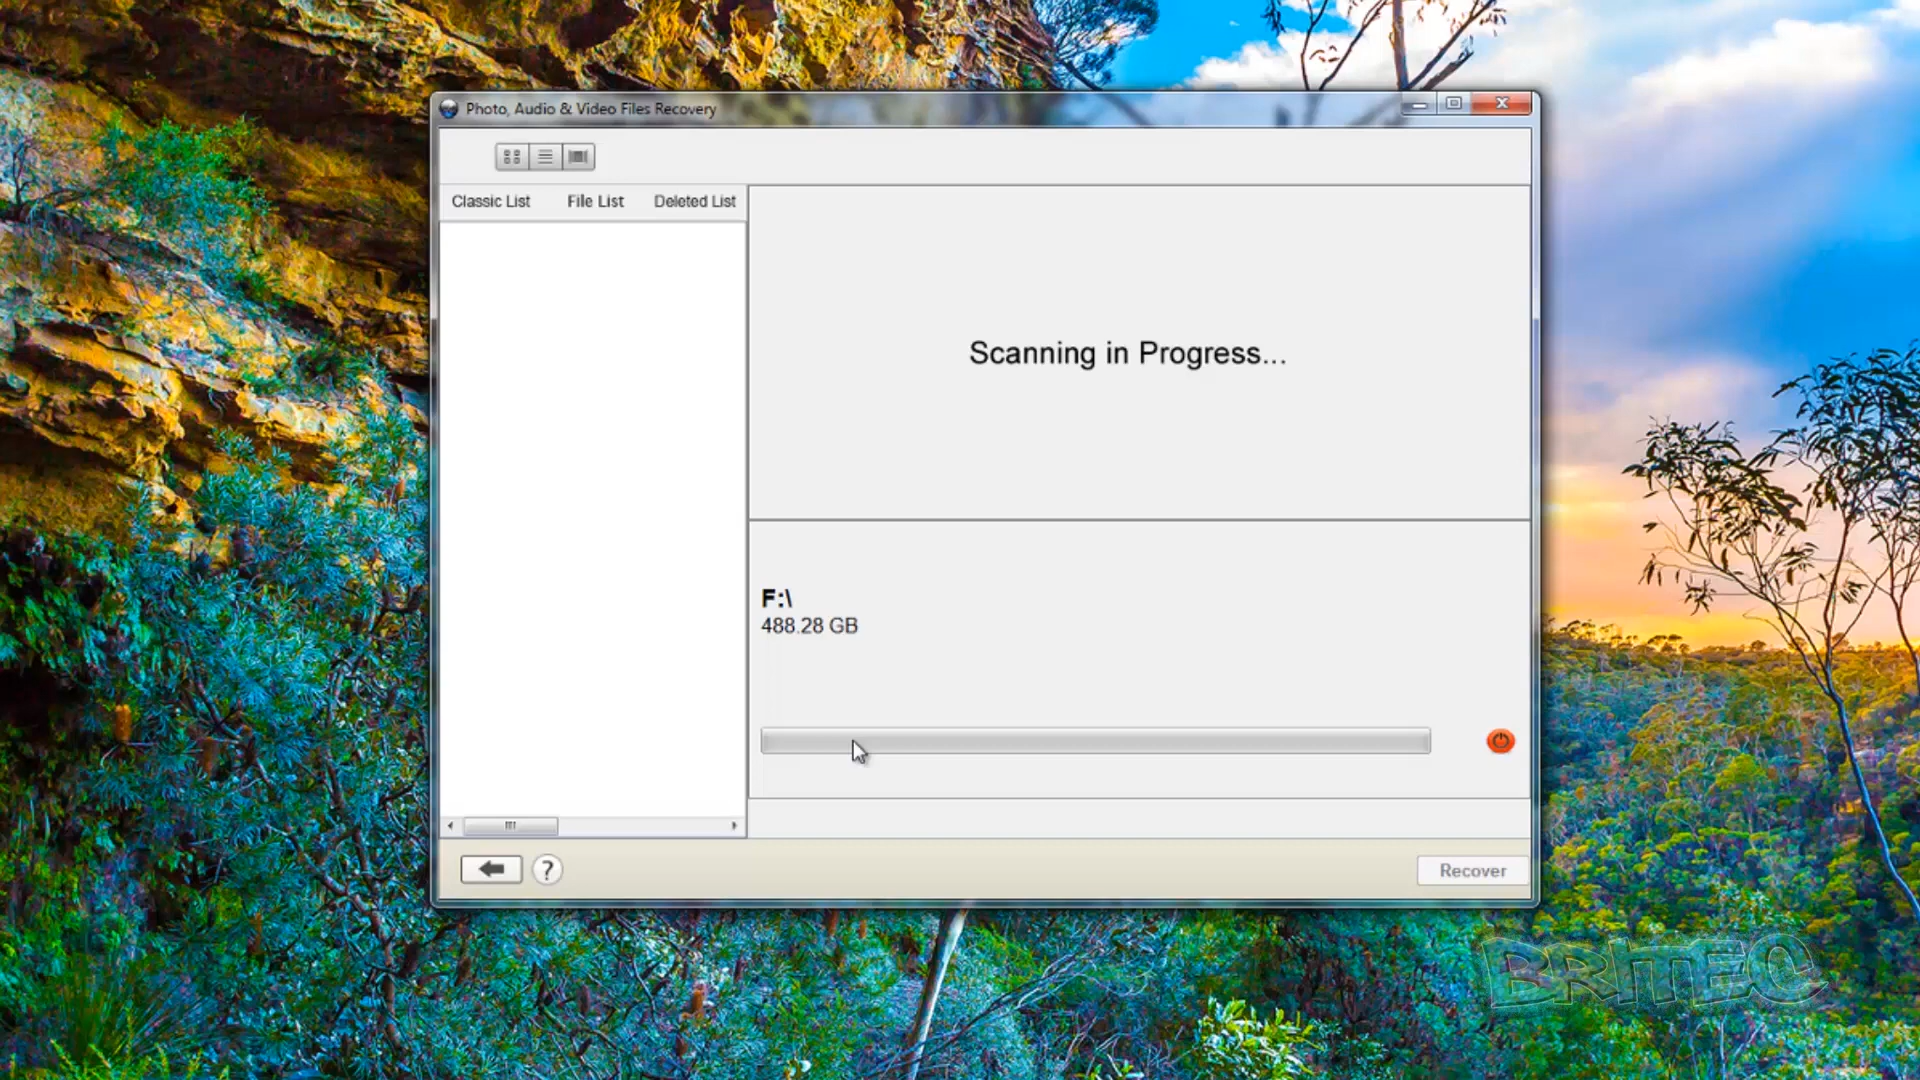 Photo, Audio & Video Files Recovery
Classic List File List Deleted List
Scanning in Progress...
F:\
488.28 GB
?
Recover
BRITEC